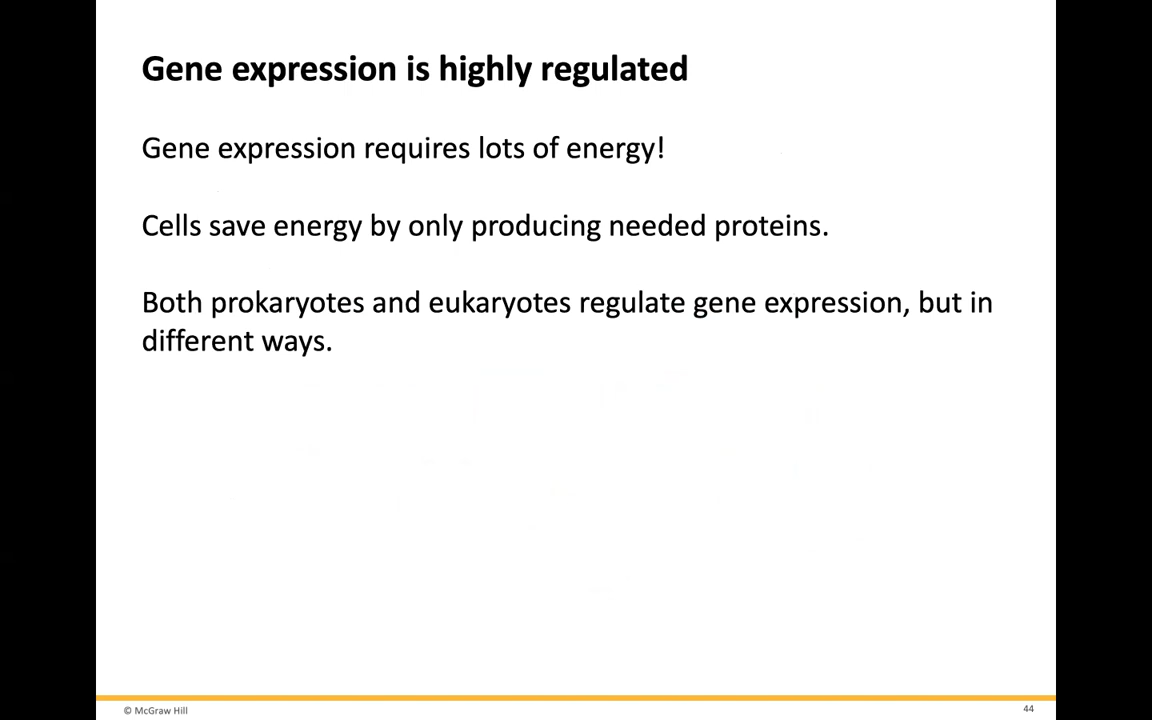 Gene expression is highly regulated
Gene expression requires lots of energy!
Cells save energy by only producing needed proteins.
Both prokaryotes and eukaryotes regulate gene expression, but in
different ways.
© McGraw Hill
44